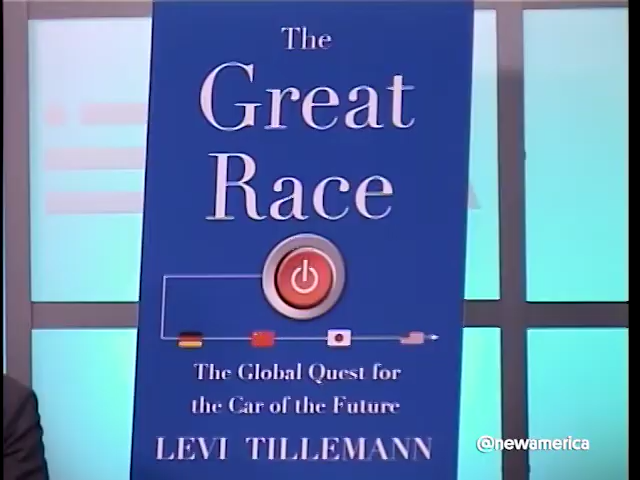 The
Great
Race
The Global Quest for
the Car of the Future
LEVI TILLEMANN
@newamerica